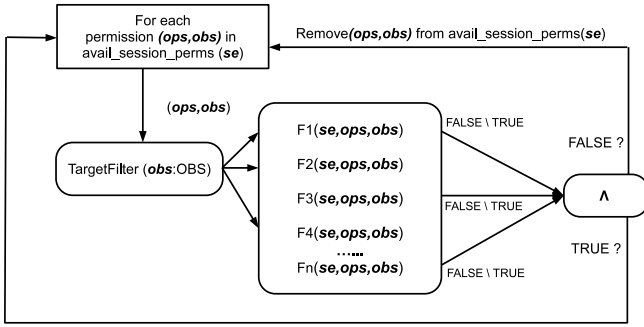 For each
permission (ops,obs) in
avail_session_perms (se)
Remove(ops,obs) from avail_session_perms(se)
(ops,obs)
TargetFilter (obs:OBS)
F1(se,ops,obs)
F2(se,ops,obs)
F3(se,ops,obs)
F4(se,ops,obs)
......
Fn(se,ops,obs)
FALSE \ TRUE
FALSE \ TRUE
FALSE \ TRUE
FALSE ?
∧
TRUE ?